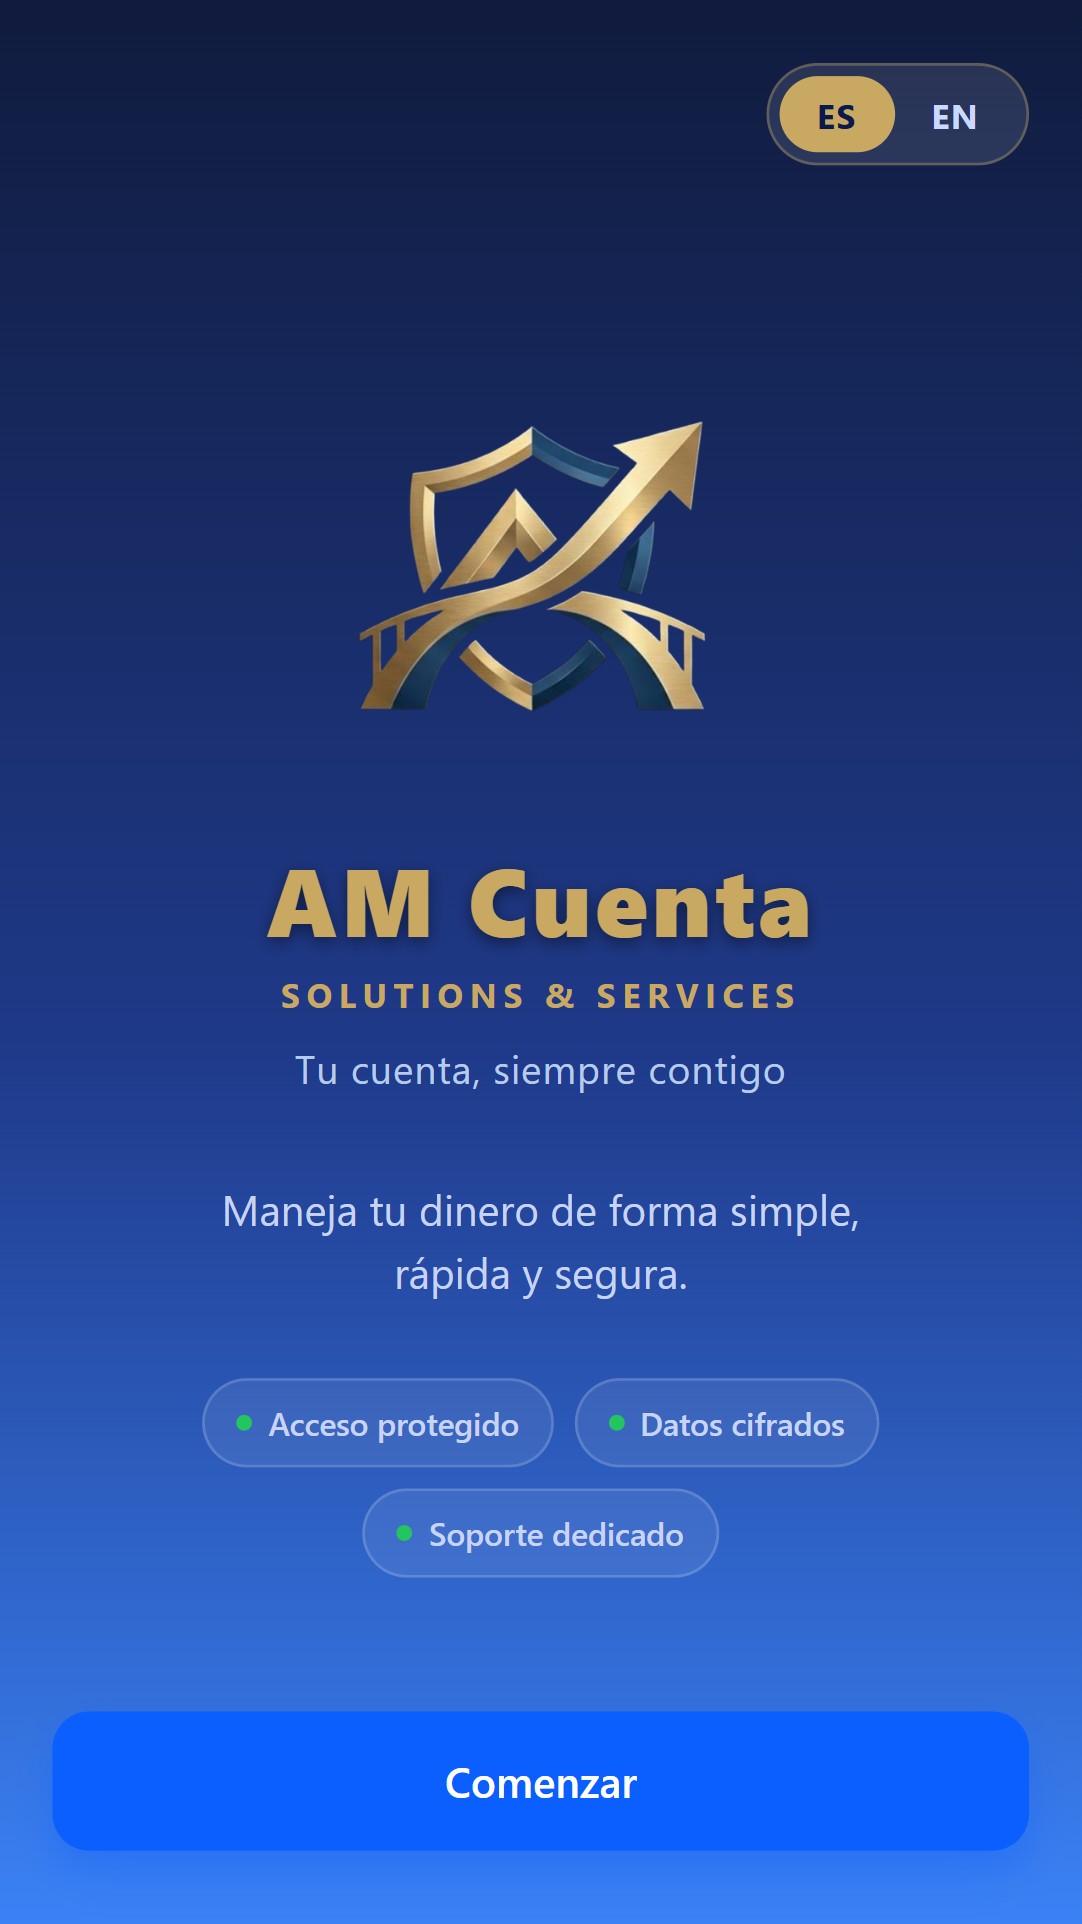 ES EN
AM Cuenta
SOLUTIONS & SERVICES
Tu cuenta, siempre contigo
Maneja tu dinero de forma simple,
rápida y segura.
Acceso protegido Datos cifrados
Soporte dedicado
Comenzar